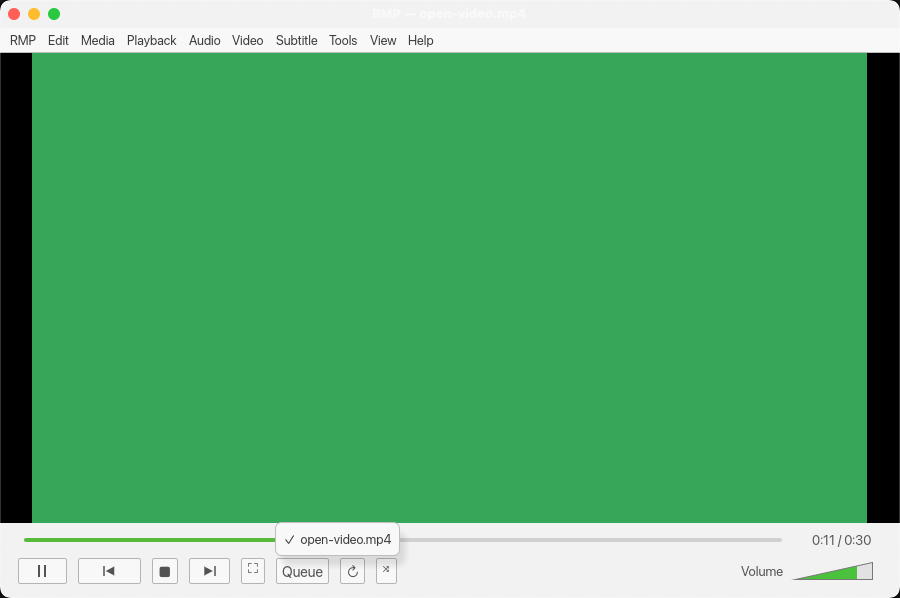 RMP — open-video.mp4
RMP Edit Media Playback Audio Video Subtitle Tools View Help
✓ open-video.mp4
0:11 / 0:30
Queue
Volume